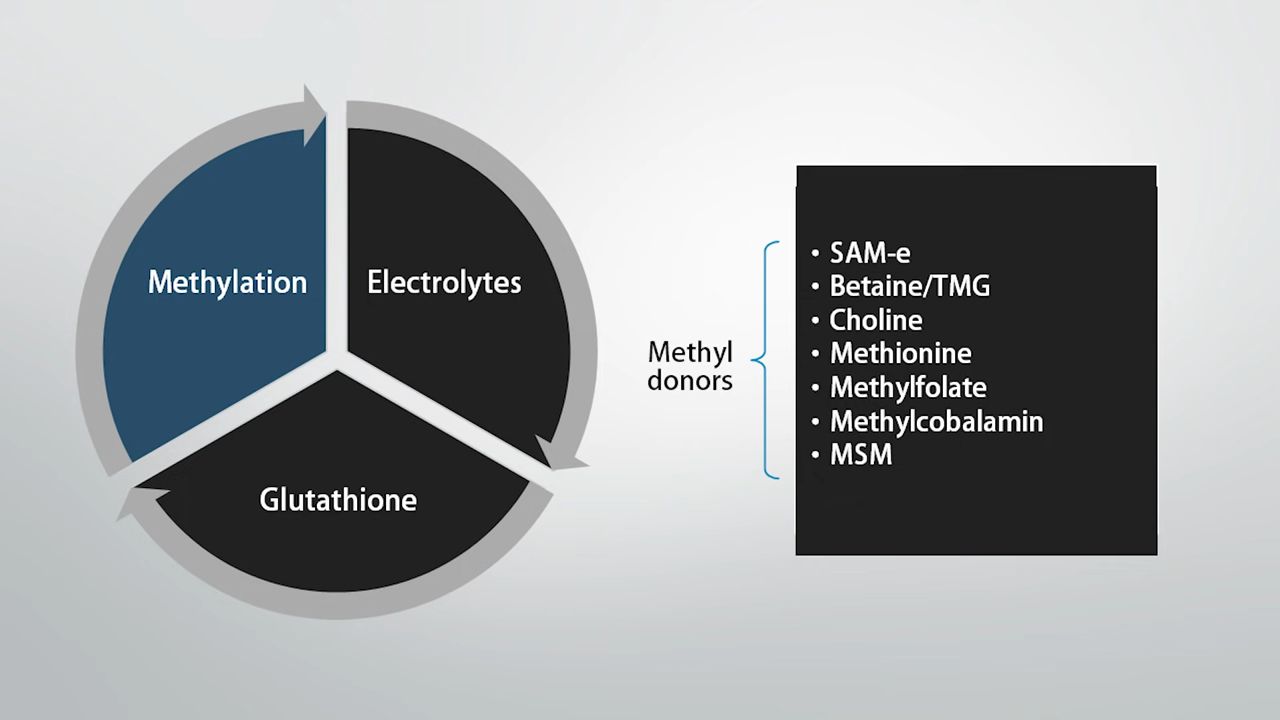 Methylation
Electrolytes
Glutathione
Methyl
donors
• SAM-e
• Betaine/TMG
• Choline
• Methionine
• Methylfolate
• Methylcobalamin
• MSM